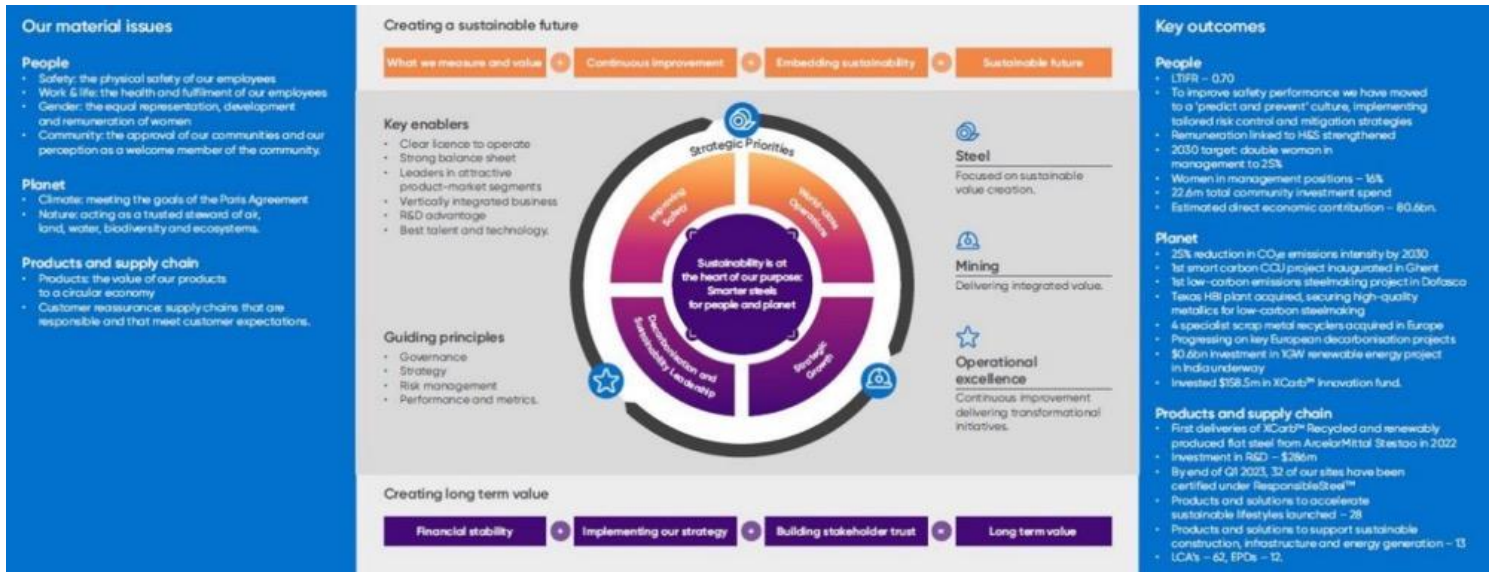 Our material issues
People
• Safety: the physical safety of our employees
• Work & life: the health and fulfilment of our employees
• Gender: the equal representation, development
and remuneration of women
• Community: the approval of our communities and our
perception as a welcome member of the community.
Planet
• Climate: meeting the goals of the Paris Agreement
• Nature: acting as a trusted steward of air,
land, water, biodiversity and ecosystems.
Products and supply chain
• Products: the value of our products
to a circular economy
• Customer reassurance: supply chains that are
responsible and that meet customer expectations.
Creating a sustainable future
What we measure and value + Continuous improvement + Embedding sustainability = Sustainable future
Key enablers
• Clear licence to operate
• Strong balance sheet
• Leaders in attractive
product-market segments
• Vertically integrated business
• R&D advantage
• Best talent and technology.
Guiding principles
• Governance
• Strategy
• Risk management
• Performance and metrics.
Strategic Priorities
Improving
Safety
World-class
Operations
Sustainability is at
the heart of our purpose:
Smarter steels
for people and planet
Decarbonisation and
Sustainability Leadership
Strategic
Growth
Steel
Focused on sustainable
value creation.
Mining
Delivering integrated value.
Operational
excellence
Continuous improvement
delivering transformational
initiatives.
Creating long term value
Financial stability + Implementing our strategy + Building stakeholder trust = Long term value
Key outcomes
People
• LTIFR – 0.70
• To improve safety performance we have moved
to a 'predict and prevent' culture, implementing
tailored risk control and mitigation strategies
• Remuneration linked to H&S strengthened
• 2030 target: double woman in
management to 25%
• Women in management positions – 16%
• 22.6m total community investment spend
• Estimated direct economic contribution – 80.6bn.
Planet
• 25% reduction in CO₂e emissions intensity by 2030
• 1st smart carbon CCU project inaugurated in Ghent
• 1st low-carbon emissions steelmaking project in Dofasco
• Texas HBI plant acquired, securing high-quality
metallics for low-carbon steelmaking
• 4 specialist scrap metal recyclers acquired in Europe
• Progressing on key European decarbonisation projects
• $0.6bn investment in 1GW renewable energy project
in India underway
• Invested $158.5m in XCarb™ Innovation fund.
Products and supply chain
• First deliveries of XCarb™ Recycled and renewably
produced flat steel from ArcelorMittal Sestao in 2022
• Investment in R&D – $286m
• By end of Q1 2023, 32 of our sites have been
certified under ResponsibleSteel™
• Products and solutions to accelerate
sustainable lifestyles launched – 28
• Products and solutions to support sustainable
construction, infrastructure and energy generation – 13
• LCA's – 62, EPDs – 12.